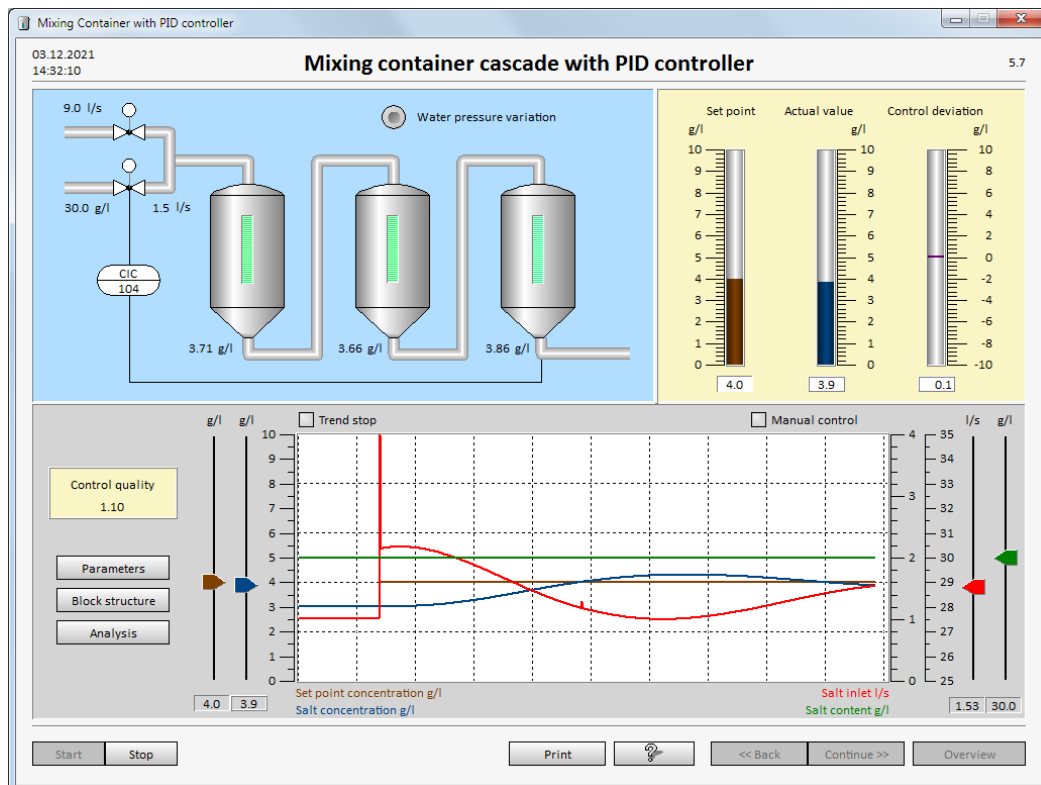 Mixing Container with PID controller
03.12.2021
14:32:10
Mixing container cascade with PID controller
5.7
9.0 l/s
Water pressure variation
30.0 g/l
1.5 l/s
CIC
104
3.71 g/l
3.66 g/l
3.86 g/l
Set point
Actual value
Control deviation
g/l
g/l
g/l
10
9
8
7
6
5
4
3
2
1
0
10
9
8
7
6
5
4
3
2
1
0
10
8
6
4
2
0
-2
-4
-6
-8
-10
4.0
3.9
0.1
g/l
g/l
Trend stop
Manual control
l/s
g/l
Control quality
1.10
Parameters
Block structure
Analysis
10
9
8
7
6
5
4
3
2
1
0
4
3
2
1
0
35
34
33
32
31
30
29
28
27
26
25
4.0
3.9
Set point concentration g/l
Salt concentration g/l
Salt inlet l/s
Salt content g/l
1.53
30.0
Start
Stop
Print
?
<< Back
Continue >>
Overview